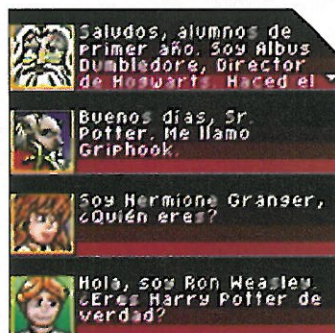 Saludos, alumnos de
primer año. Soy Albus
Dumbledore, Director
de Hogwarts. Haced el
Buenos días, Sr.
Potter. Me llamo
Griphook.
Soy Hermione Granger,
¿Quién eres?
Hola, soy Ron Weasley.
¿Eres Harry Potter de
verdad?